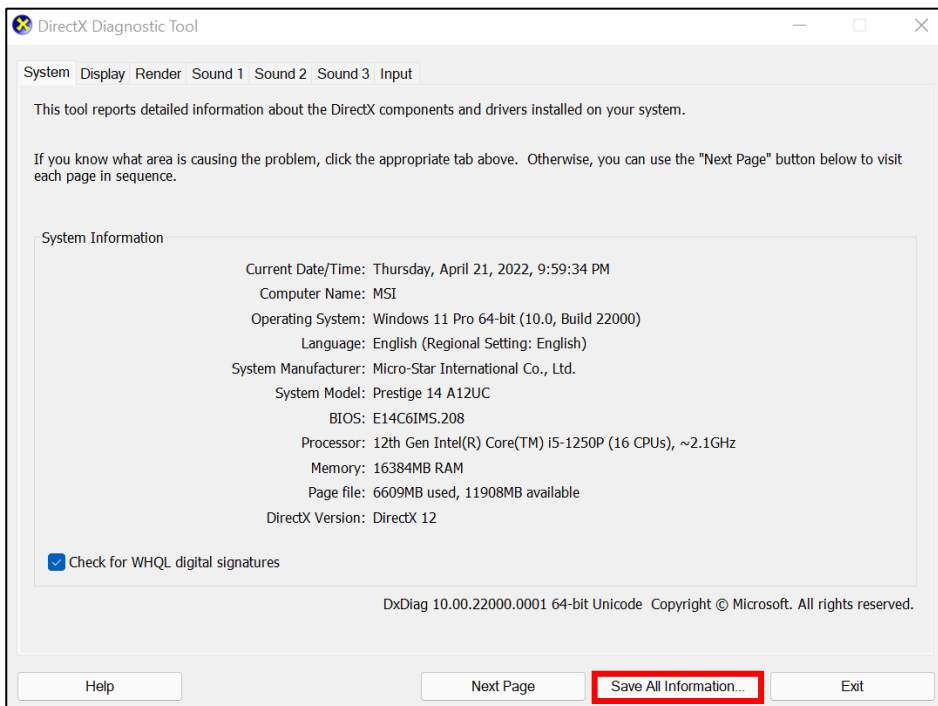 DirectX Diagnostic Tool
System Display Render Sound 1 Sound 2 Sound 3 Input
This tool reports detailed information about the DirectX components and drivers installed on your system.
If you know what area is causing the problem, click the appropriate tab above.  Otherwise, you can use the "Next Page" button below to visit
each page in sequence.
System Information
Current Date/Time: Thursday, April 21, 2022, 9:59:34 PM
Computer Name: MSI
Operating System: Windows 11 Pro 64-bit (10.0, Build 22000)
Language: English (Regional Setting: English)
System Manufacturer: Micro-Star International Co., Ltd.
System Model: Prestige 14 A12UC
BIOS: E14C6IMS.208
Processor: 12th Gen Intel(R) Core(TM) i5-1250P (16 CPUs), ~2.1GHz
Memory: 16384MB RAM
Page file: 6609MB used, 11908MB available
DirectX Version: DirectX 12
Check for WHQL digital signatures
DxDiag 10.00.22000.0001 64-bit Unicode  Copyright © Microsoft. All rights reserved.
Help Next Page Save All Information... Exit